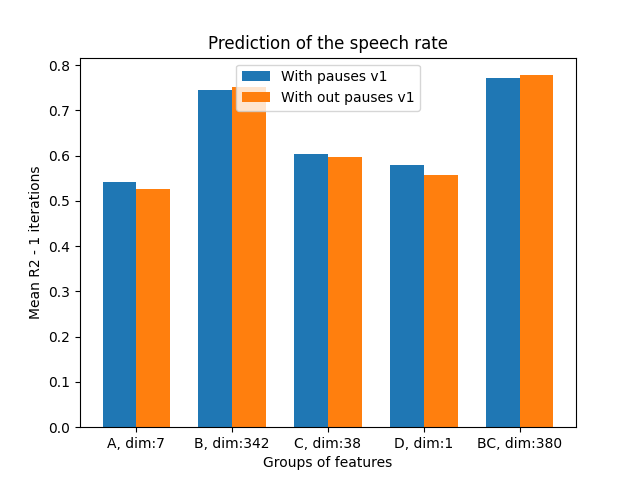 Prediction of the speech rate
With pauses v1
With out pauses v1
Mean R2 - 1 iterations
0.8
0.7
0.6
0.5
0.4
0.3
0.2
0.1
0.0
A, dim:7 B, dim:342 C, dim:38 D, dim:1 BC, dim:380
Groups of features